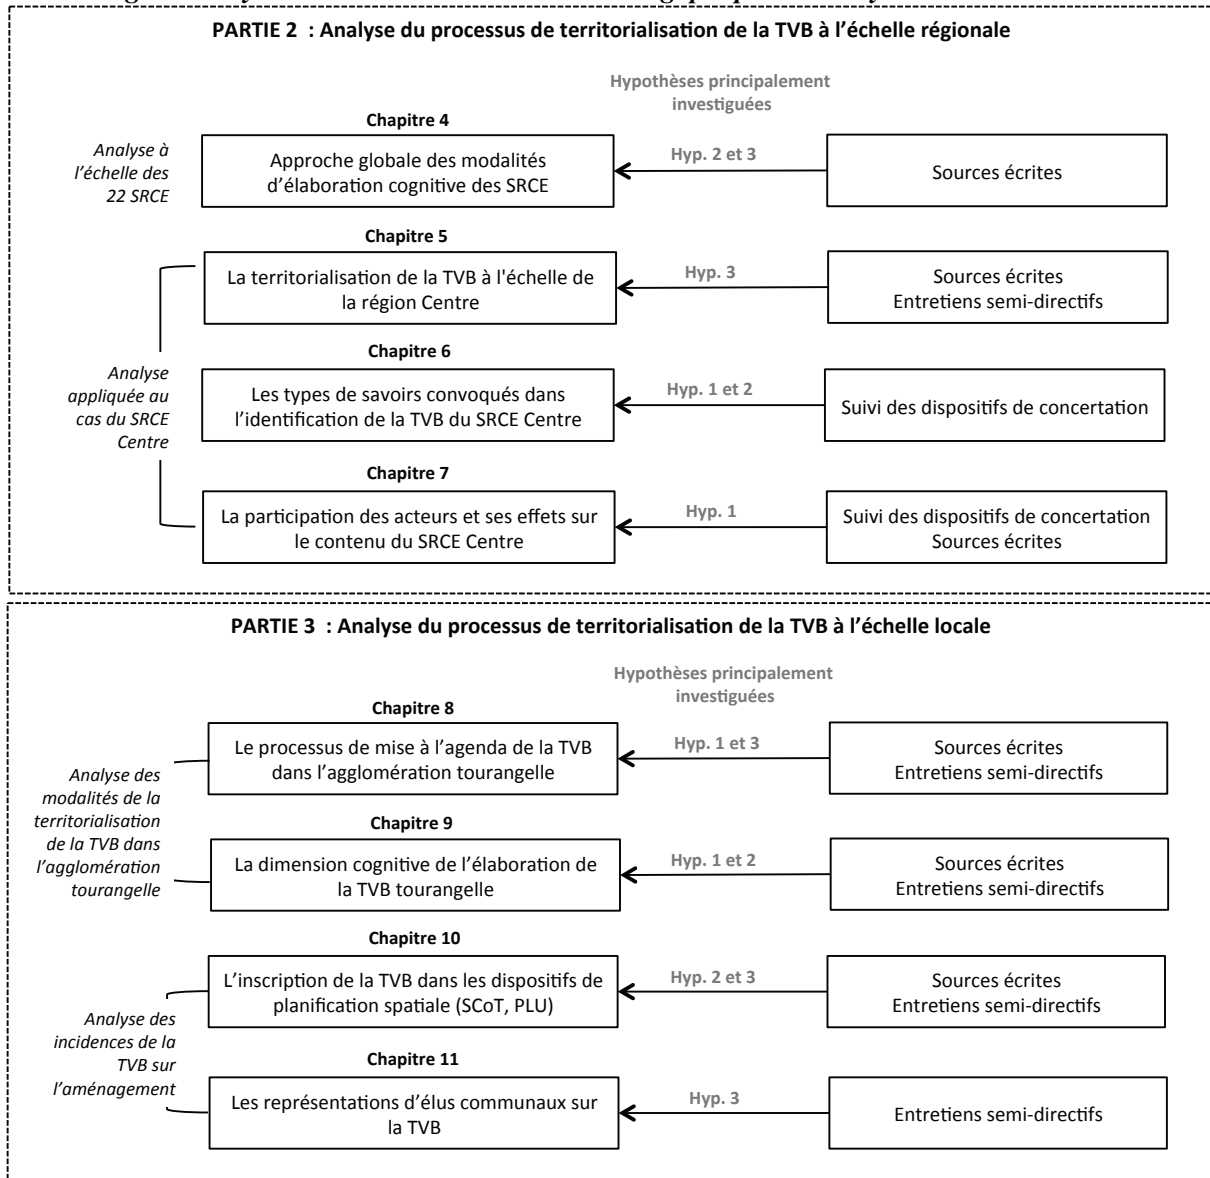 PARTIE 2 : Analyse du processus de territorialisation de la TVB à l'échelle régionale
Hypothèses principalement
investiguées
Chapitre 4
Analyse à
l'échelle des
22 SRCE
Approche globale des modalités
d'élaboration cognitive des SRCE
Hyp. 2 et 3
Sources écrites
Chapitre 5
La territorialisation de la TVB à l'échelle de
la région Centre
Hyp. 3
Sources écrites
Entretiens semi-directifs
Analyse
appliquée au
cas du SRCE
Centre
Chapitre 6
Les types de savoirs convoqués dans
l'identification de la TVB du SRCE Centre
Hyp. 1 et 2
Suivi des dispositifs de concertation
Chapitre 7
La participation des acteurs et ses effets sur
le contenu du SRCE Centre
Hyp. 1
Suivi des dispositifs de concertation
Sources écrites
PARTIE 3 : Analyse du processus de territorialisation de la TVB à l'échelle locale
Hypothèses principalement
investiguées
Chapitre 8
Le processus de mise à l'agenda de la TVB
dans l'agglomération tourangelle
Hyp. 1 et 3
Sources écrites
Entretiens semi-directifs
Analyse des
modalités de la
territorialisation
de la TVB dans
l'agglomération
tourangelle
Chapitre 9
La dimension cognitive de l'élaboration de
la TVB tourangelle
Hyp. 1 et 2
Sources écrites
Entretiens semi-directifs
Chapitre 10
L'inscription de la TVB dans les dispositifs de
planification spatiale (SCoT, PLU)
Hyp. 2 et 3
Sources écrites
Entretiens semi-directifs
Analyse des
incidences de la
TVB sur
l'aménagement
Chapitre 11
Les représentations d'élus communaux sur
la TVB
Hyp. 3
Entretiens semi-directifs